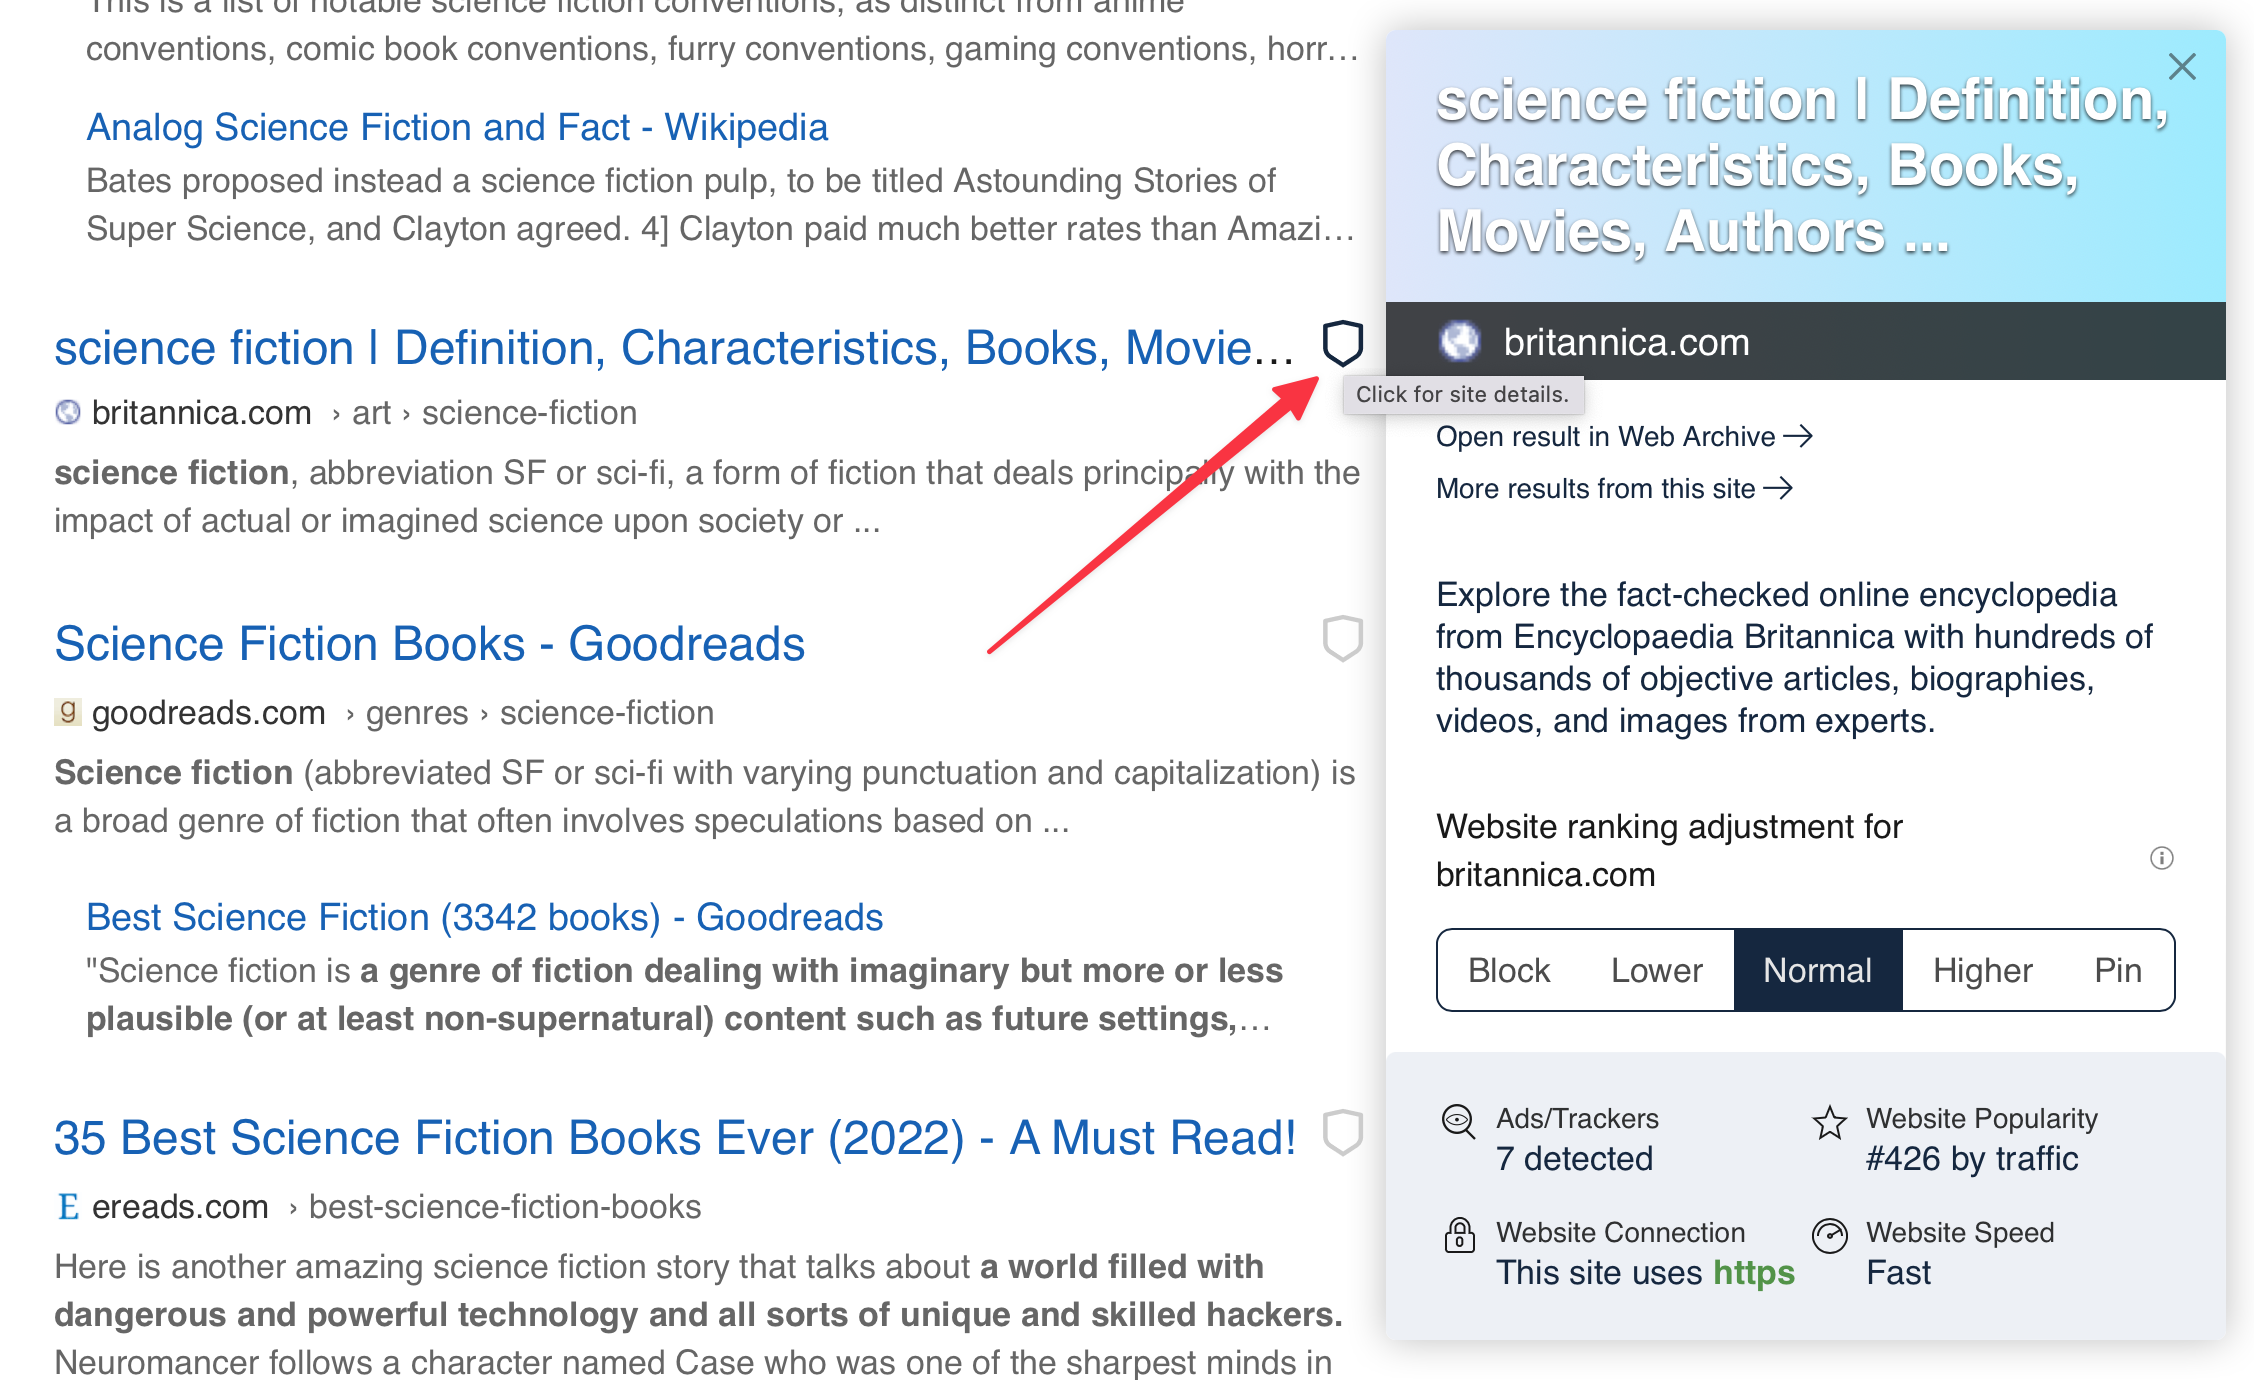 This is a list of notable science fiction conventions, as distinct from anime
conventions, comic book conventions, furry conventions, gaming conventions, horr...
Analog Science Fiction and Fact - Wikipedia
Bates proposed instead a science fiction pulp, to be titled Astounding Stories of
Super Science, and Clayton agreed. 4] Clayton paid much better rates than Amazi...
science fiction | Definition, Characteristics, Books, Movie...
britannica.com › art › science-fiction
science fiction, abbreviation SF or sci-fi, a form of fiction that deals principally with the
impact of actual or imagined science upon society or ...
Science Fiction Books - Goodreads
g goodreads.com › genres › science-fiction
Science fiction (abbreviated SF or sci-fi with varying punctuation and capitalization) is
a broad genre of fiction that often involves speculations based on ...
Best Science Fiction (3342 books) - Goodreads
"Science fiction is a genre of fiction dealing with imaginary but more or less
plausible (or at least non-supernatural) content such as future settings,...
35 Best Science Fiction Books Ever (2022) - A Must Read!
E ereads.com › best-science-fiction-books
Here is another amazing science fiction story that talks about a world filled with
dangerous and powerful technology and all sorts of unique and skilled hackers.
Neuromancer follows a character named Case who was one of the sharpest minds in
science fiction | Definition,
Characteristics, Books,
Movies, Authors ...
britannica.com
Click for site details.
Open result in Web Archive →
More results from this site →
Explore the fact-checked online encyclopedia
from Encyclopaedia Britannica with hundreds of
thousands of objective articles, biographies,
videos, and images from experts.
Website ranking adjustment for
britannica.com
Block Lower Normal Higher Pin
Ads/Trackers
7 detected
Website Popularity
#426 by traffic
Website Connection
This site uses https
Website Speed
Fast